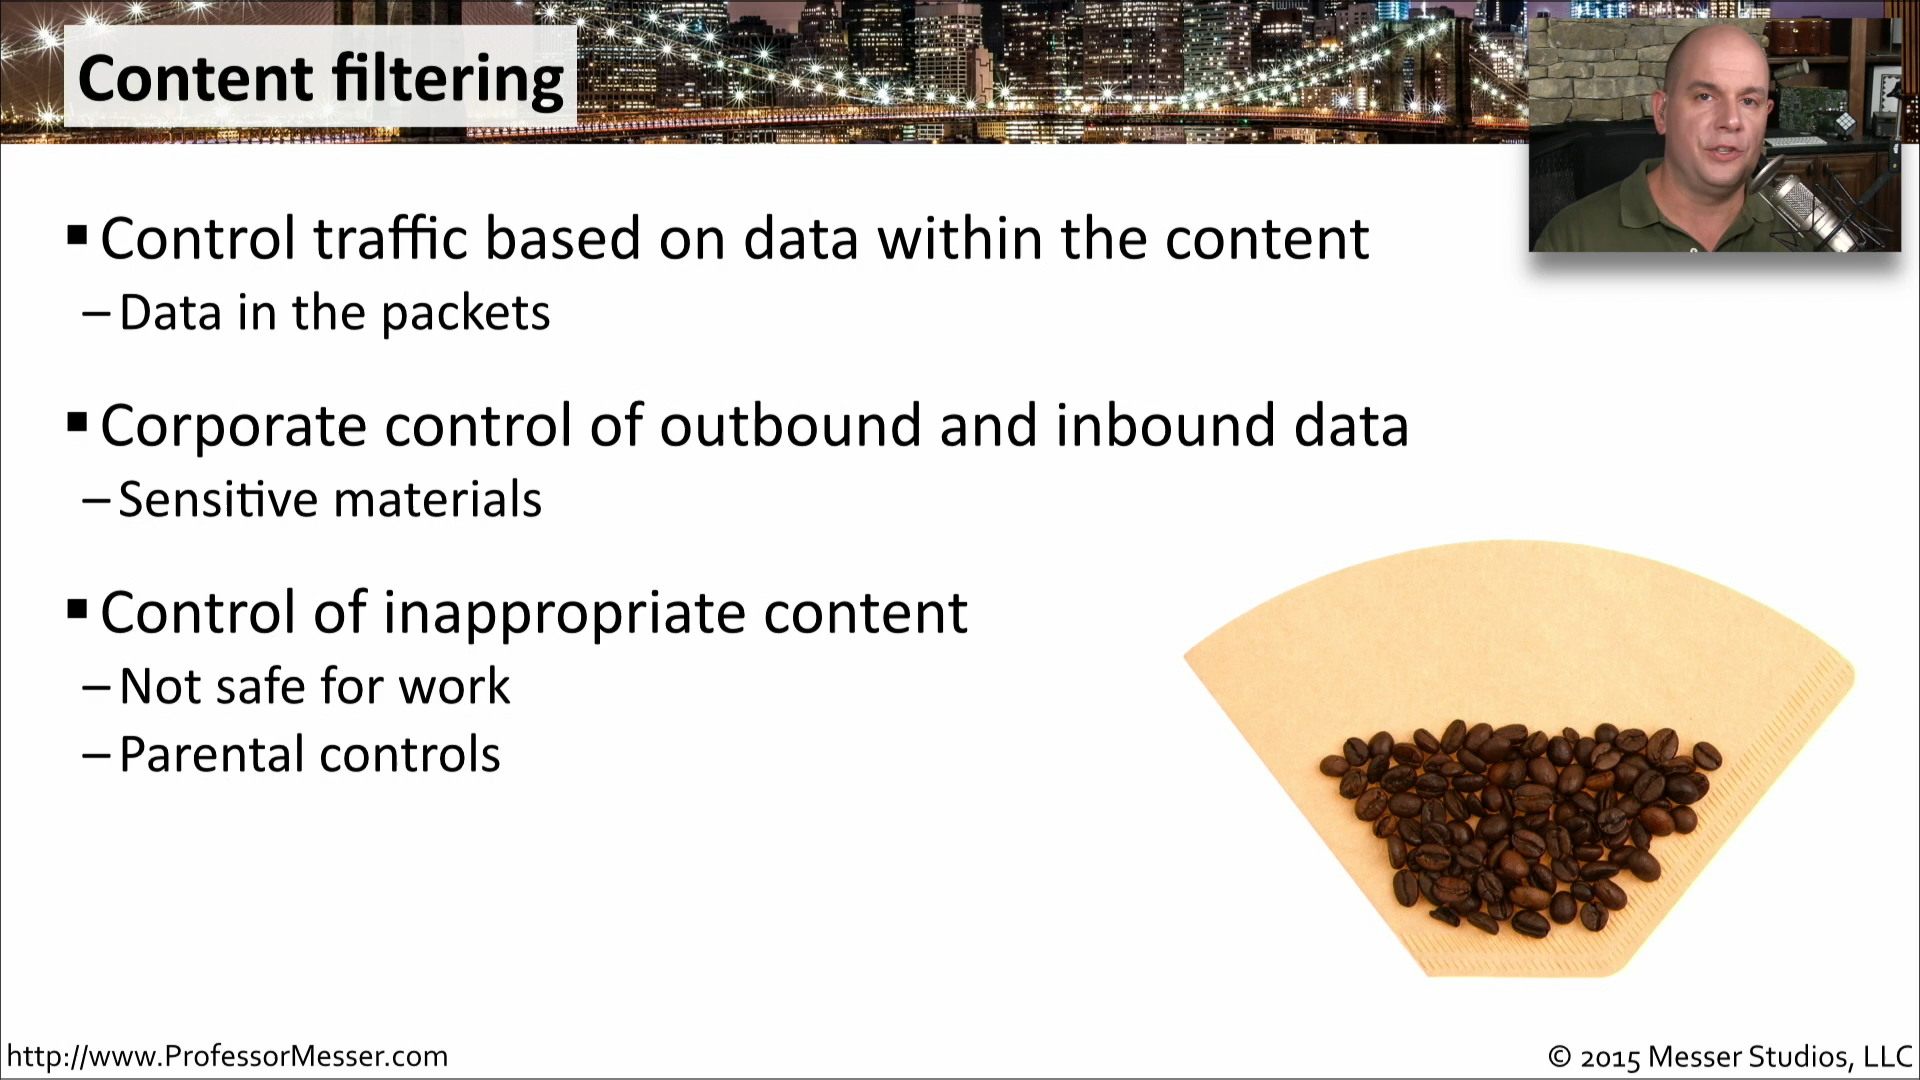 Content filtering
▪ Control traffic based on data within the content
– Data in the packets
▪ Corporate control of outbound and inbound data
– Sensitive materials
▪ Control of inappropriate content
– Not safe for work
– Parental controls
http://www.ProfessorMesser.com
© 2015 Messer Studios, LLC